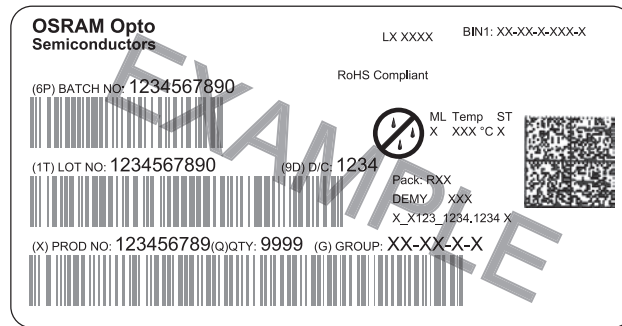 OSRAM Opto
Semiconductors
LX XXXX
BIN1: XX-XX-X-XXX-X
RoHS Compliant
(6P) BATCH NO: 1234567890
ML Temp ST
X XXX °C X
(1T) LOT NO: 1234567890
(9D) D/C: 1234
Pack: RXX
DEMY XXX
X_X123_1234.1234 X
(X) PROD NO: 123456789(Q)QTY: 9999 (G) GROUP: XX-XX-X-X
EXAMPLE